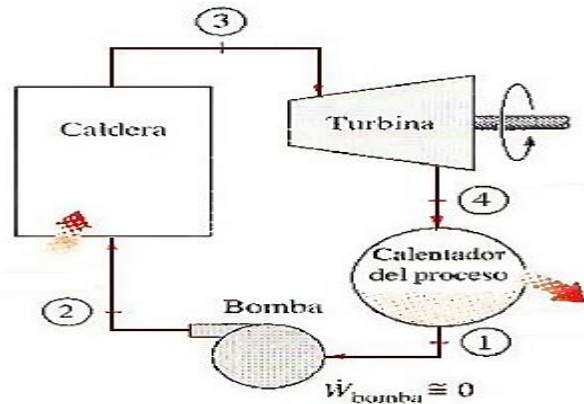 3
Caldera
Turbina
4
Calentador
del proceso
2
Bomba
1
Ẇbomba ≅ 0